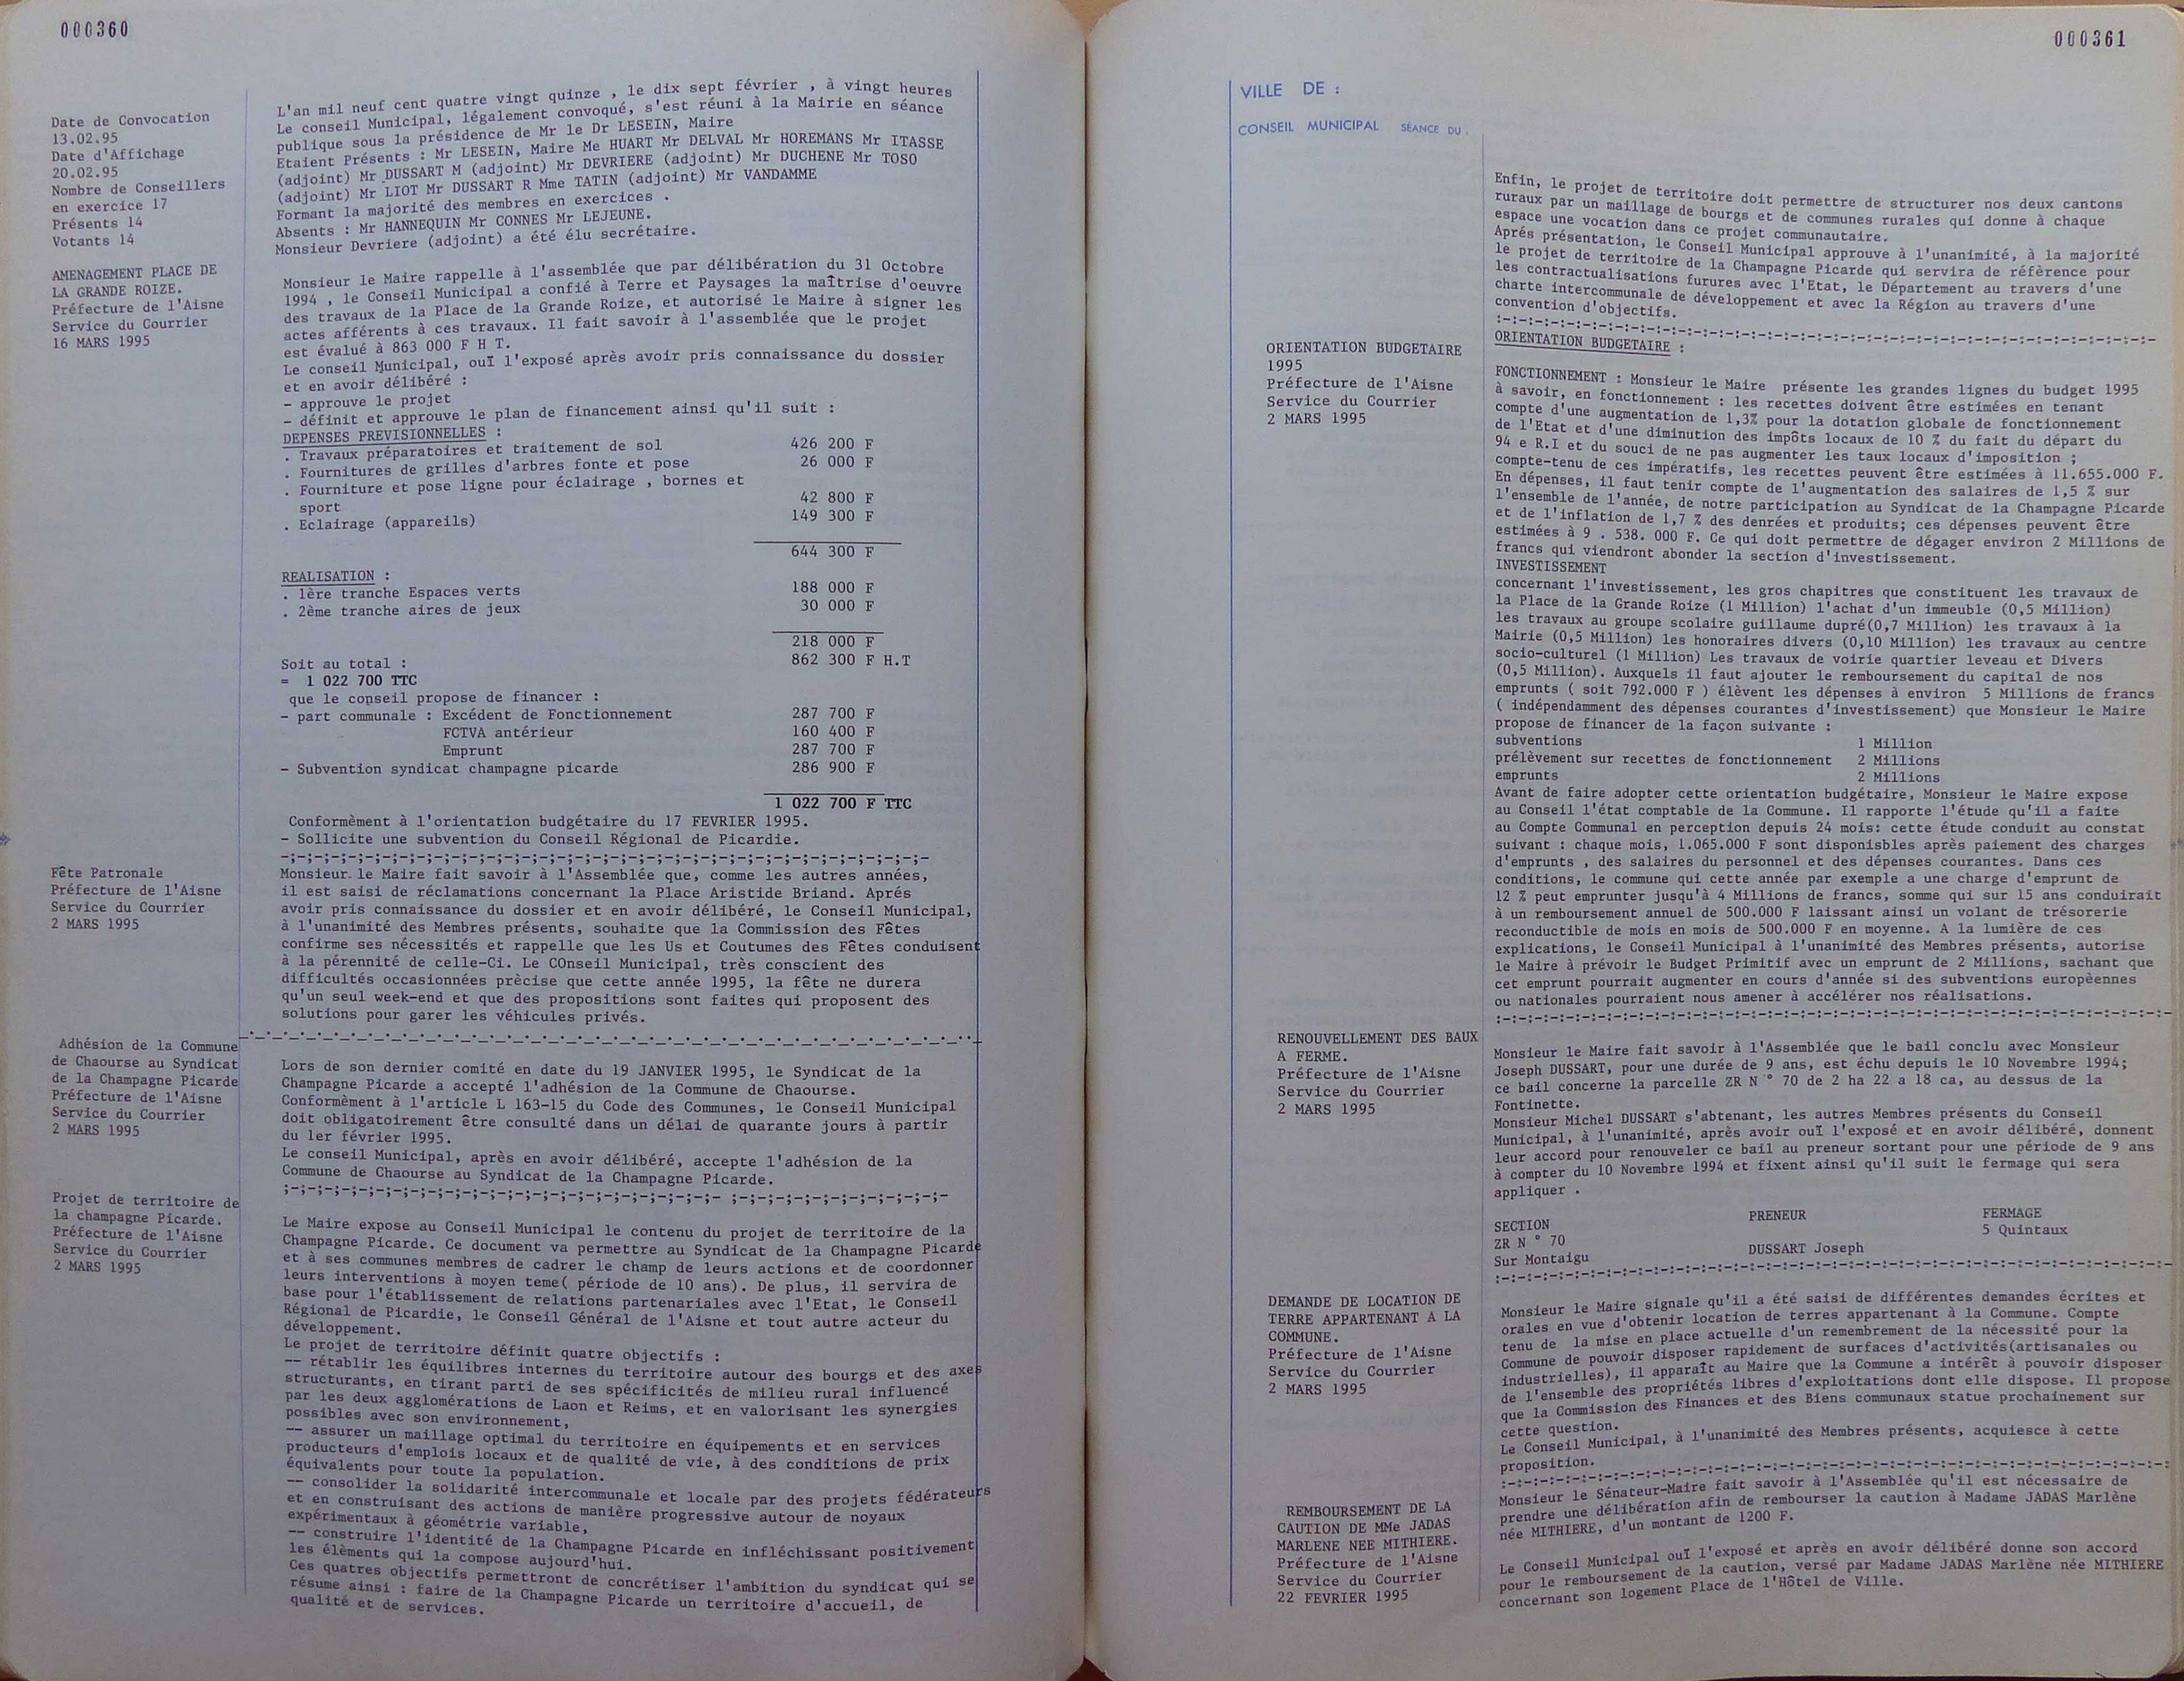 000360
Date de Convocation
13.02.95
Date d'Affichage
20.02.95
Nombre de Conseillers
en exercice 17
Présents 14
Votants 14
L'an mil neuf cent quatre vingt quinze , le dix sept février , à vingt heures
Le conseil Municipal, légalement convoqué, s'est réuni à la Mairie en séance
publique sous la présidence de Mr le Dr LESEIN, Maire
Etaient Présents : Mr LESEIN, Maire Me HUART Mr DELVAL Mr HOREMANS Mr ITASSE
(adjoint) Mr DUSSART M (adjoint) Mr DEVRIERE (adjoint) Mr DUCHENE Mr TOSO
(adjoint) Mr LIOT Mr DUSSART R Mme TATIN (adjoint) Mr VANDAMME
Formant la majorité des membres en exercices .
Absents : Mr HANNEQUIN Mr CONNES Mr LEJEUNE.
Monsieur Devriere (adjoint) a été élu secrétaire.
AMENAGEMENT PLACE DE
LA GRANDE ROIZE.
Préfecture de l'Aisne
Service du Courrier
16 MARS 1995
Monsieur le Maire rappelle à l'assemblée que par délibération du 31 Octobre
1994 , le Conseil Municipal a confié à Terre et Paysages la maîtrise d'oeuvre
des travaux de la Place de la Grande Roize, et autorisé le Maire à signer les
actes afférents à ces travaux. Il fait savoir à l'assemblée que le projet
est évalué à 863 000 F H T.
Le conseil Municipal, ouï l'exposé après avoir pris connaissance du dossier
et en avoir délibéré :
- approuve le projet
- définit et approuve le plan de financement ainsi qu'il suit :
DEPENSES PREVISIONNELLES :
. Travaux préparatoires et traitement de sol 426 200 F
. Fournitures de grilles d'arbres fonte et pose 26 000 F
. Fourniture et pose ligne pour éclairage , bornes et
sport 42 800 F
. Eclairage (appareils) 149 300 F
644 300 F
REALISATION :
. 1ère tranche Espaces verts 188 000 F
. 2ème tranche aires de jeux 30 000 F
218 000 F
Soit au total : 862 300 F H.T
= 1 022 700 TTC
que le conseil propose de financer :
- part communale : Excédent de Fonctionnement 287 700 F
FCTVA antérieur 160 400 F
Emprunt 287 700 F
- Subvention syndicat champagne picarde 286 900 F
1 022 700 F TTC
Conformèment à l'orientation budgétaire du 17 FEVRIER 1995.
- Sollicite une subvention du Conseil Régional de Picardie.
-;-;-;-;-;-;-;-;-;-;-;-;-;-;-;-;-;-;-;-;-;-;-;-;-;-;-;-;-;-;-;-;-;-;-;-;-;-
Fête Patronale
Préfecture de l'Aisne
Service du Courrier
2 MARS 1995
Monsieur le Maire fait savoir à l'Assemblée que, comme les autres années,
il est saisi de réclamations concernant la Place Aristide Briand. Aprés
avoir pris connaissance du dossier et en avoir délibéré, le Conseil Municipal,
à l'unanimité des Membres présents, souhaite que la Commission des Fêtes
confirme ses nécessités et rappelle que les Us et Coutumes des Fêtes conduisent
à la pérennité de celle-Ci. Le COnseil Municipal, très conscient des
difficultés occasionnées prècise que cette année 1995, la fête ne durera
qu'un seul week-end et que des propositions sont faites qui proposent des
solutions pour garer les véhicules privés.
Adhésion de la Commune
de Chaourse au Syndicat
de la Champagne Picarde
Préfecture de l'Aisne
Service du Courrier
2 MARS 1995
Lors de son dernier comité en date du 19 JANVIER 1995, le Syndicat de la
Champagne Picarde a accepté l'adhésion de la Commune de Chaourse.
Conformèment à l'article L 163-15 du Code des Communes, le Conseil Municipal
doit obligatoirement être consulté dans un délai de quarante jours à partir
du 1er février 1995.
Le conseil Municipal, après en avoir délibéré, accepte l'adhésion de la
Commune de Chaourse au Syndicat de la Champagne Picarde.
;-;-;-;-;-;-;-;-;-;-;-;-;-;-;-;-;-;-;-;-;-;-;-;-;-;- ;-;-;-;-;-;-;-;-;-;-;-;-;-
Projet de territoire de
la champagne Picarde.
Préfecture de l'Aisne
Service du Courrier
2 MARS 1995
Le Maire expose au Conseil Municipal le contenu du projet de territoire de la
Champagne Picarde. Ce document va permettre au Syndicat de la Champagne Picarde
et à ses communes membres de cadrer le champ de leurs actions et de coordonner
leurs interventions à moyen teme( période de 10 ans). De plus, il servira de
base pour l'établissement de relations partenariales avec l'Etat, le Conseil
Régional de Picardie, le Conseil Général de l'Aisne et tout autre acteur du
développement.
Le projet de territoire définit quatre objectifs :
-- rétablir les équilibres internes du territoire autour des bourgs et des axes
structurants, en tirant parti de ses spécificités de milieu rural influencé
par les deux agglomérations de Laon et Reims, et en valorisant les synergies
possibles avec son environnement,
-- assurer un maillage optimal du territoire en équipements et en services
producteurs d'emplois locaux et de qualité de vie, à des conditions de prix
équivalents pour toute la population.
-- consolider la solidarité intercommunale et locale par des projets fédérateurs
et en construisant des actions de manière progressive autour de noyaux
expérimentaux à géométrie variable,
-- construire l'identité de la Champagne Picarde en infléchissant positivement
les élèments qui la compose aujourd'hui.
Ces quatres objectifs permettront de concrétiser l'ambition du syndicat qui se
résume ainsi : faire de la Champagne Picarde un territoire d'accueil, de
qualité et de services.
000361
VILLE DE :
CONSEIL MUNICIPAL SÉANCE DU .
Enfin, le projet de territoire doit permettre de structurer nos deux cantons
ruraux par un maillage de bourgs et de communes rurales qui donne à chaque
espace une vocation dans ce projet communautaire.
Aprés présentation, le Conseil Municipal approuve à l'unanimité, à la majorité
le projet de territoire de la Champagne Picarde qui servira de réfèrence pour
les contractualisations furures avec l'Etat, le Département au travers d'une
charte intercommunale de développement et avec la Région au travers d'une
convention d'objectifs.
:-:-:-:-:-:-:-:-:-:-:-:-:-:-:-:-:-:-:-:-:-:-:-:-:-:-:-:-:-:-:-:-:-:-:-:-:-:-:-
ORIENTATION BUDGETAIRE
1995
Préfecture de l'Aisne
Service du Courrier
2 MARS 1995
ORIENTATION BUDGETAIRE :
FONCTIONNEMENT : Monsieur le Maire présente les grandes lignes du budget 1995
à savoir, en fonctionnement : les recettes doivent être estimées en tenant
compte d'une augmentation de 1,3% pour la dotation globale de fonctionnement
de l'Etat et d'une diminution des impôts locaux de 10 % du fait du départ du
94 e R.I et du souci de ne pas augmenter les taux locaux d'imposition ;
compte-tenu de ces impératifs, les recettes peuvent être estimées à 11.655.000 F.
En dépenses, il faut tenir compte de l'augmentation des salaires de 1,5 % sur
l'ensemble de l'année, de notre participation au Syndicat de la Champagne Picarde
et de l'inflation de 1,7 % des denrées et produits; ces dépenses peuvent être
estimées à 9 . 538. 000 F. Ce qui doit permettre de dégager environ 2 Millions de
francs qui viendront abonder la section d'investissement.
INVESTISSEMENT
concernant l'investissement, les gros chapitres que constituent les travaux de
la Place de la Grande Roize (1 Million) l'achat d'un immeuble (0,5 Million)
les travaux au groupe scolaire guillaume dupré(0,7 Million) les travaux à la
Mairie (0,5 Million) les honoraires divers (0,10 Million) les travaux au centre
socio-culturel (1 Million) Les travaux de voirie quartier leveau et Divers
(0,5 Million). Auxquels il faut ajouter le remboursement du capital de nos
emprunts ( soit 792.000 F ) élèvent les dépenses à environ 5 Millions de francs
( indépendamment des dépenses courantes d'investissement) que Monsieur le Maire
propose de financer de la façon suivante :
subventions 1 Million
prélèvement sur recettes de fonctionnement 2 Millions
emprunts 2 Millions
Avant de faire adopter cette orientation budgétaire, Monsieur le Maire expose
au Conseil l'état comptable de la Commune. Il rapporte l'étude qu'il a faite
au Compte Communal en perception depuis 24 mois: cette étude conduit au constat
suivant : chaque mois, 1.065.000 F sont disponibles après paiement des charges
d'emprunts , des salaires du personnel et des dépenses courantes. Dans ces
conditions, le commune qui cette année par exemple a une charge d'emprunt de
12 % peut emprunter jusqu'à 4 Millions de francs, somme qui sur 15 ans conduirait
à un remboursement annuel de 500.000 F laissant ainsi un volant de trésorerie
reconductible de mois en mois de 500.000 F en moyenne. A la lumière de ces
explications, le Conseil Municipal à l'unanimité des Membres présents, autorise
le Maire à prévoir le Budget Primitif avec un emprunt de 2 Millions, sachant que
cet emprunt pourrait augmenter en cours d'année si des subventions europèennes
ou nationales pourraient nous amener à accélérer nos réalisations.
:-:-:-:-:-:-:-:-:-:-:-:-:-:-:-:-:-:-:-:-:-:-:-:-:-:-:-:-:-:-:-:-:-:-:-:-:-:-:-:-
RENOUVELLEMENT DES BAUX
A FERME.
Préfecture de l'Aisne
Service du Courrier
2 MARS 1995
Monsieur le Maire fait savoir à l'Assemblée que le bail conclu avec Monsieur
Joseph DUSSART, pour une durée de 9 ans, est échu depuis le 10 Novembre 1994;
ce bail concerne la parcelle ZR N ° 70 de 2 ha 22 a 18 ca, au dessus de la
Fontinette.
Monsieur Michel DUSSART s'abtenant, les autres Membres présents du Conseil
Municipal, à l'unanimité, après avoir ouï l'exposé et en avoir délibéré, donnent
leur accord pour renouveler ce bail au preneur sortant pour une période de 9 ans
à compter du 10 Novembre 1994 et fixent ainsi qu'il suit le fermage qui sera
appliquer .
SECTION PRENEUR FERMAGE
ZR N ° 70 5 Quintaux
Sur Montaigu DUSSART Joseph
:-:-:-:-:-:-:-:-:-:-:-:-:-:-:-:-:-:-:-:-:-:-:-:-:-:-:-:-:-:-:-:-:-:-:-:-:-:-:-:-
DEMANDE DE LOCATION DE
TERRE APPARTENANT A LA
COMMUNE.
Préfecture de l'Aisne
Service du Courrier
2 MARS 1995
Monsieur le Maire signale qu'il a été saisi de différentes demandes écrites et
orales en vue d'obtenir location de terres appartenant à la Commune. Compte
tenu de la mise en place actuelle d'un remembrement de la nécessité pour la
Commune de pouvoir disposer rapidement de surfaces d'activités(artisanales ou
industrielles), il apparaît au Maire que la Commune a intérêt à pouvoir disposer
de l'ensemble des propriétés libres d'exploitations dont elle dispose. Il propose
que la Commission des Finances et des Biens communaux statue prochainement sur
cette question.
Le Conseil Municipal, à l'unanimité des Membres présents, acquiesce à cette
proposition.
:-:-:-:-:-:-:-:-:-:-:-:-:-:-:-:-:-:-:-:-:-:-:-:-:-:-:-:-:-:-:-:-:-:-:-:-:-:-:-:
REMBOURSEMENT DE LA
CAUTION DE MMe JADAS
MARLENE NEE MITHIERE.
Préfecture de l'Aisne
Service du Courrier
22 FEVRIER 1995
Monsieur le Sénateur-Maire fait savoir à l'Assemblée qu'il est nécessaire de
prendre une délibération afin de rembourser la caution à Madame JADAS Marlène
née MITHIERE, d'un montant de 1200 F.
Le Conseil Municipal ouï l'exposé et après en avoir délibéré donne son accord
pour le remboursement de la caution, versé par Madame JADAS Marlène née MITHIERE
concernant son logement Place de l'Hôtel de Ville.